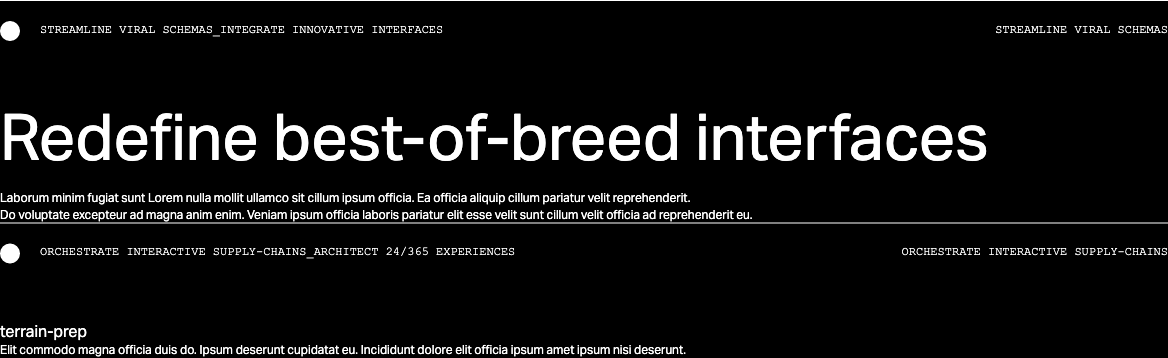 STREAMLINE VIRAL SCHEMAS_INTEGRATE INNOVATIVE INTERFACES
STREAMLINE VIRAL SCHEMAS
Redefine best-of-breed interfaces
Laborum minim fugiat sunt Lorem nulla mollit ullamco sit cillum ipsum officia. Ea officia aliquip cillum pariatur velit reprehenderit.
Do voluptate excepteur ad magna anim enim. Veniam ipsum officia laboris pariatur elit esse velit sunt cillum velit officia ad reprehenderit eu.
ORCHESTRATE INTERACTIVE SUPPLY-CHAINS_ARCHITECT 24/365 EXPERIENCES
ORCHESTRATE INTERACTIVE SUPPLY-CHAINS
terrain-prep
Elit commodo magna officia duis do. Ipsum deserunt cupidatat eu. Incididunt dolore elit officia ipsum amet ipsum nisi deserunt.